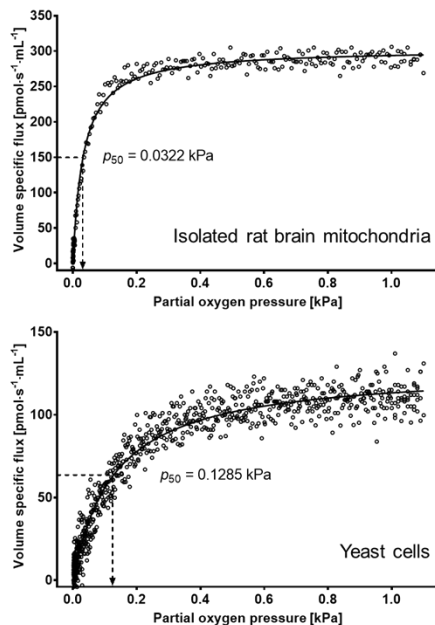 Volume specific flux [pmol·s⁻¹·mL⁻¹]
350
300
250
200
150
100
50
0
p50 = 0.0322 kPa
Isolated rat brain mitochondria
0.0 0.2 0.4 0.6 0.8 1.0
Partial oxygen pressure [kPa]
Volume specific flux [pmol·s⁻¹·mL⁻¹]
150
100
50
0
p50 = 0.1285 kPa
Yeast cells
0.0 0.2 0.4 0.6 0.8 1.0
Partial oxygen pressure [kPa]